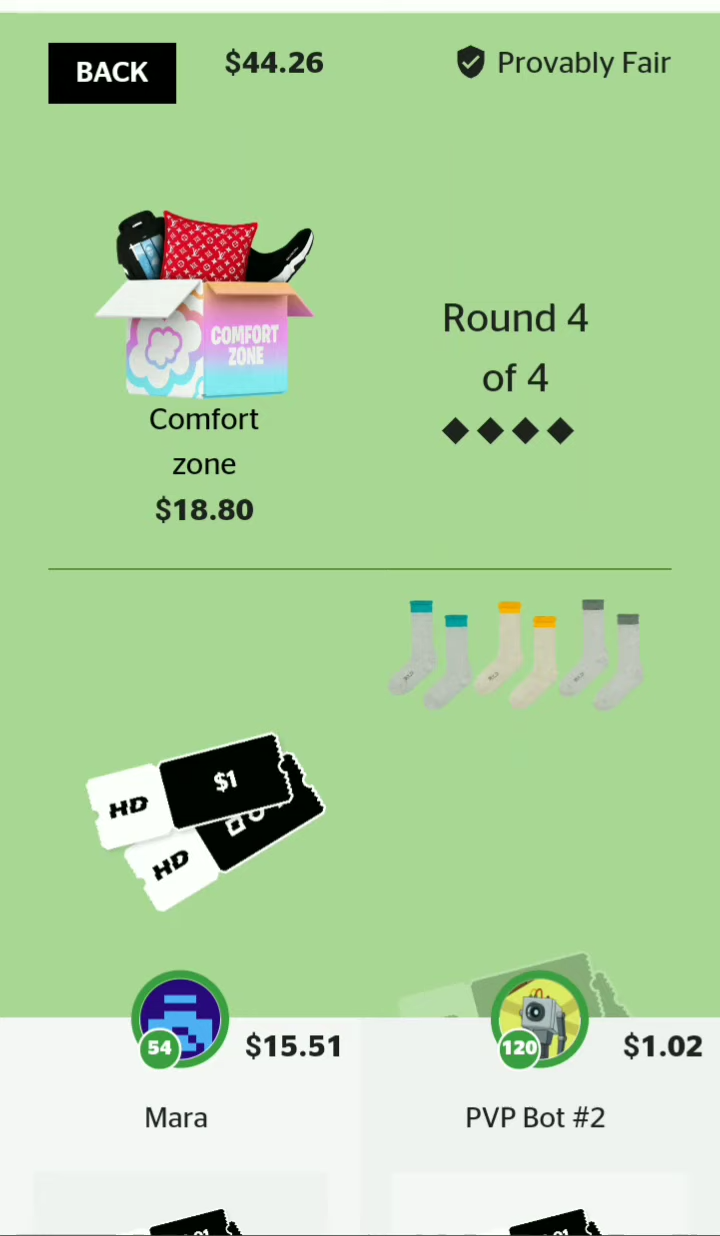 BACK
$44.26
Provably Fair
COMFORT
ZONE
Comfort
zone
$18.80
Round 4
of 4
HD
$1
HD
54
$15.51
120
$1.02
Mara
PVP Bot #2